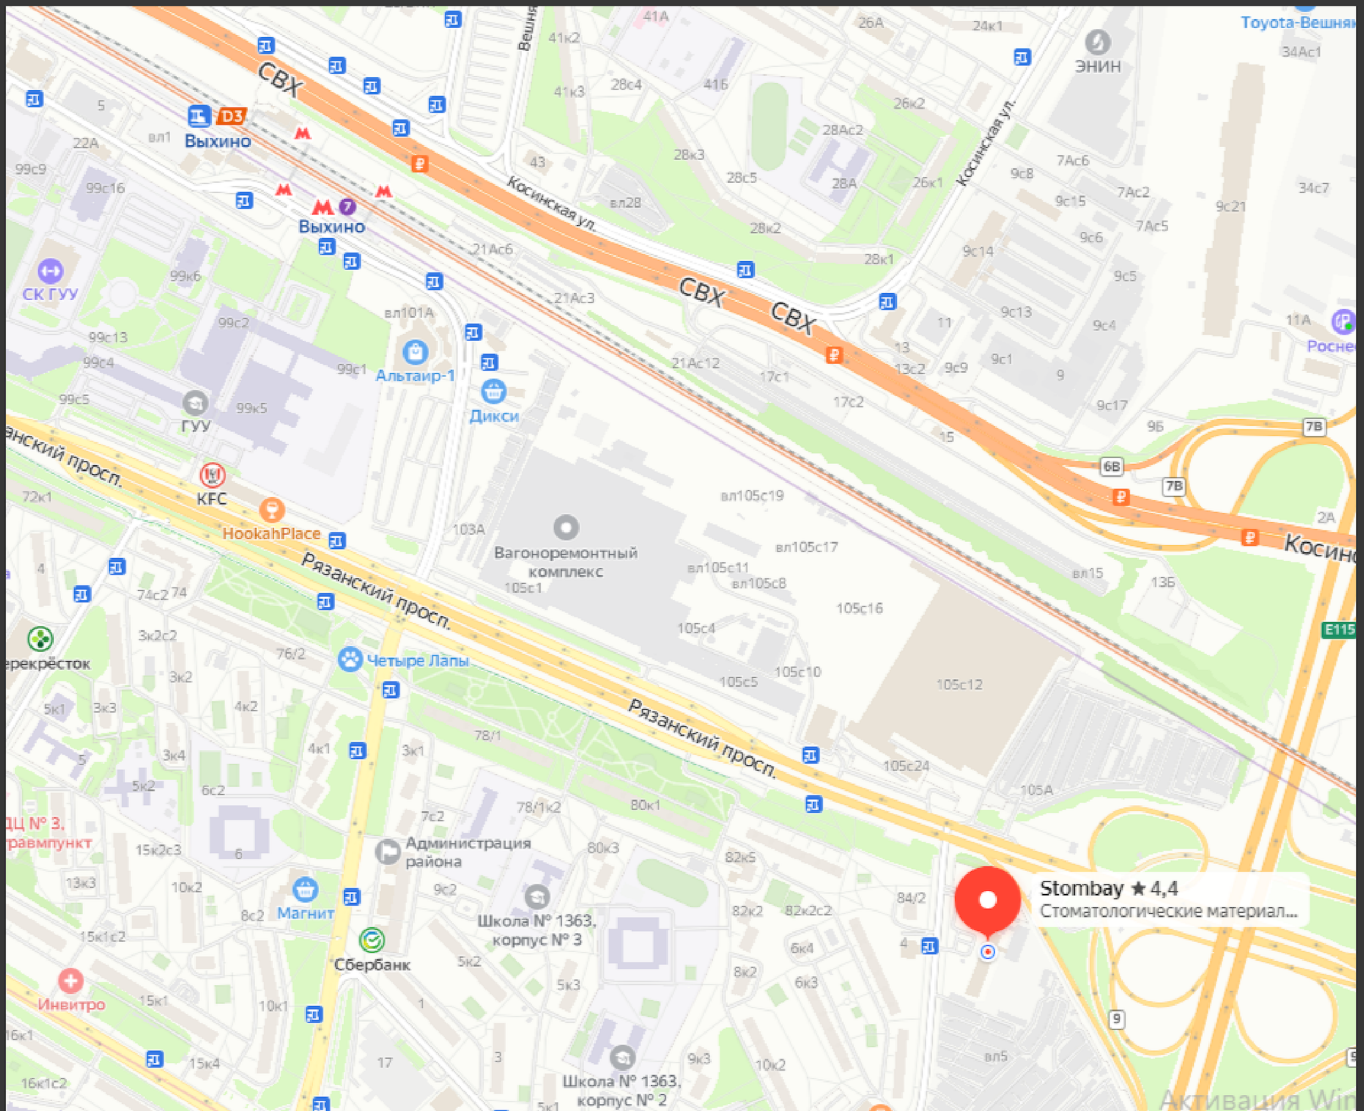 41А
26А
24к1
Toyota-Вешняк
41к2
Вешня
ЭНИН
34Ас1
СВХ
28с4
416
41к3
26к2
5
D3
Выхино
вл1
22А
28Ас2
Косинская ул.
99с9
43
28к3
7Ас6
99с16
28с5
28А
26к1
9с8
7Ас2
34с7
Косинская ул.
вл28
9с15
9с21
7
Выхино
28к2
7Ас5
9с6
21Ас6
9с14
28к1
99к6
9с5
СК ГУУ
21Ас3
СВХ
СВХ
вл101А
9с13
99с2
11
9с4
11А
99с13
13
Росне
99с4
99с1
Альтаир-1
21Ас12
17с1
13с2
9с9
9с1
9
99с5
99к5
Дикси
17с2
9с17
ГУУ
анский просп.
15
9Б
7В
6В
7В
72к1
KFC
вл105с19
HookahPlace
103А
2А
вл105с17
Косинс
Вагоноремонтный
комплекс
4
Рязанский просп.
105с1
вл105с11
вл105с8
вл15
13Б
74с2
74
105с16
3к2с2
105с4
E115
76/2
Четыре Лапы
ерекрёсток
3к2
105с10
105с5
105с12
5к1
3к3
4к2
Рязанский просп.
78/1
4к1
3к1
5
3к4
105с24
5к2
6с2
105А
78/1к2
80к1
7с2
ДЦ № 3,
травмпункт
Администрация
района
15к2с3
6
80к3
82к5
13к3
10к2
9с2
Stombay ★ 4,4
Стоматологические материал...
84/2
Магнит
8с2
82к2
82к2с2
Школа № 1363,
корпус № 3
15к1с2
4
6к4
Сбербанк
5к2
8к2
5к3
6к3
Инвитро
15к1
10к1
1
9
16к1
вл5
15к4
17
3
9к3
10к2
16к1с2
Школа № 1363,
корпус № 2
5к1
Активация Win